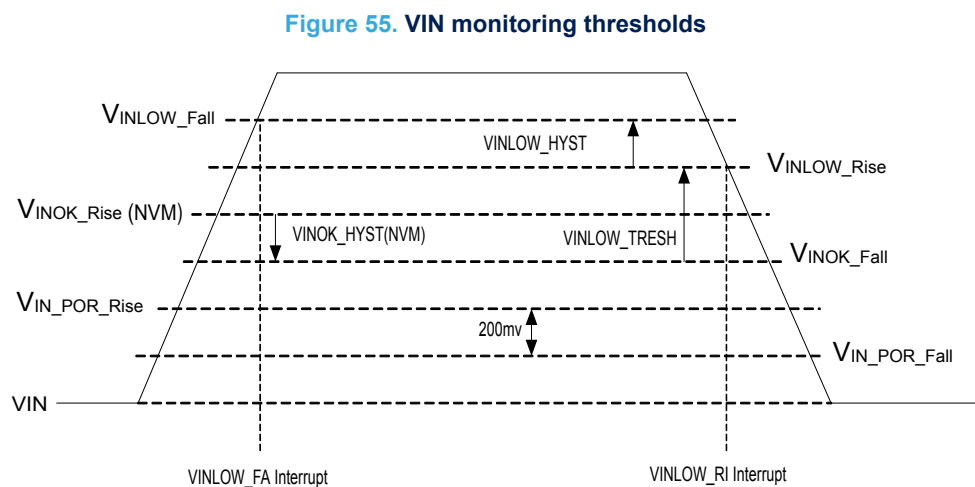 Figure 55. VIN monitoring thresholds
VINLOW_Fall
VINLOW_HYST
VINLOW_Rise
VINOK_Rise (NVM)
VINOK_HYST(NVM)
VINLOW_TRESH
VINOK_Fall
VIN_POR_Rise
200mv
VIN_POR_Fall
VIN
VINLOW_FA Interrupt
VINLOW_RI Interrupt